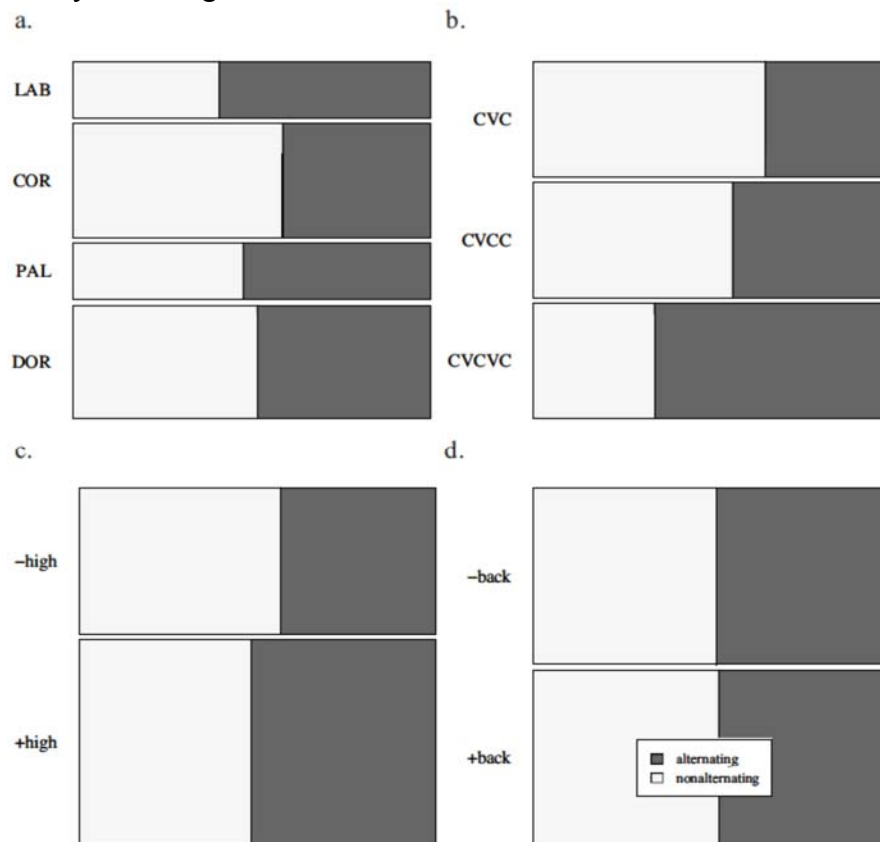 a.
LAB
COR
PAL
DOR
b.
CVC
CVCC
CVCVC
c.
−high
+high
d.
−back
+back
alternating
nonalternating